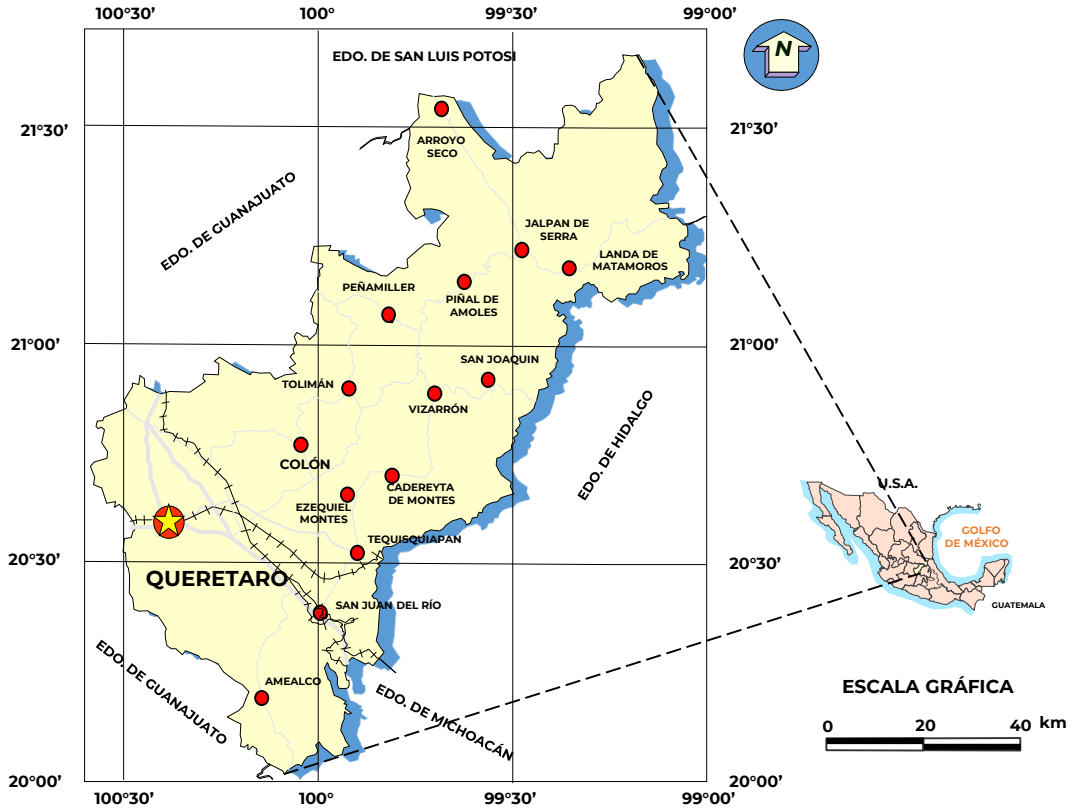 100°30’ 100° 99°30’ 99°00’
N
EDO. DE SAN LUIS POTOSI
21°30’ 21°30’
ARROYO
SECO
EDO. DE GUANAJUATO
JALPAN DE
SERRA
LANDA DE
MATAMOROS
PEÑAMILLER
PIÑAL DE
AMOLES
21°00’ 21°00’
SAN JOAQUIN
TOLIMÁN
VIZARRÓN
EDO. DE HIDALGO
COLÓN
CADEREYTA
DE MONTES
EZEQUIEL
MONTES
TEQUISQUIAPAN
U.S.A.
GOLFO
DE MÉXICO
20°50’ 20°50’
QUERETARO
SAN JUAN DEL RÍO
GUATEMALA
EDO. DE GUANAJUATO
AMEALCO
EDO. DE MICHOACÁN
ESCALA GRÁFICA
0 20 40 km
20°00’ 20°00’
100°30’ 100° 99°30’ 99°00’